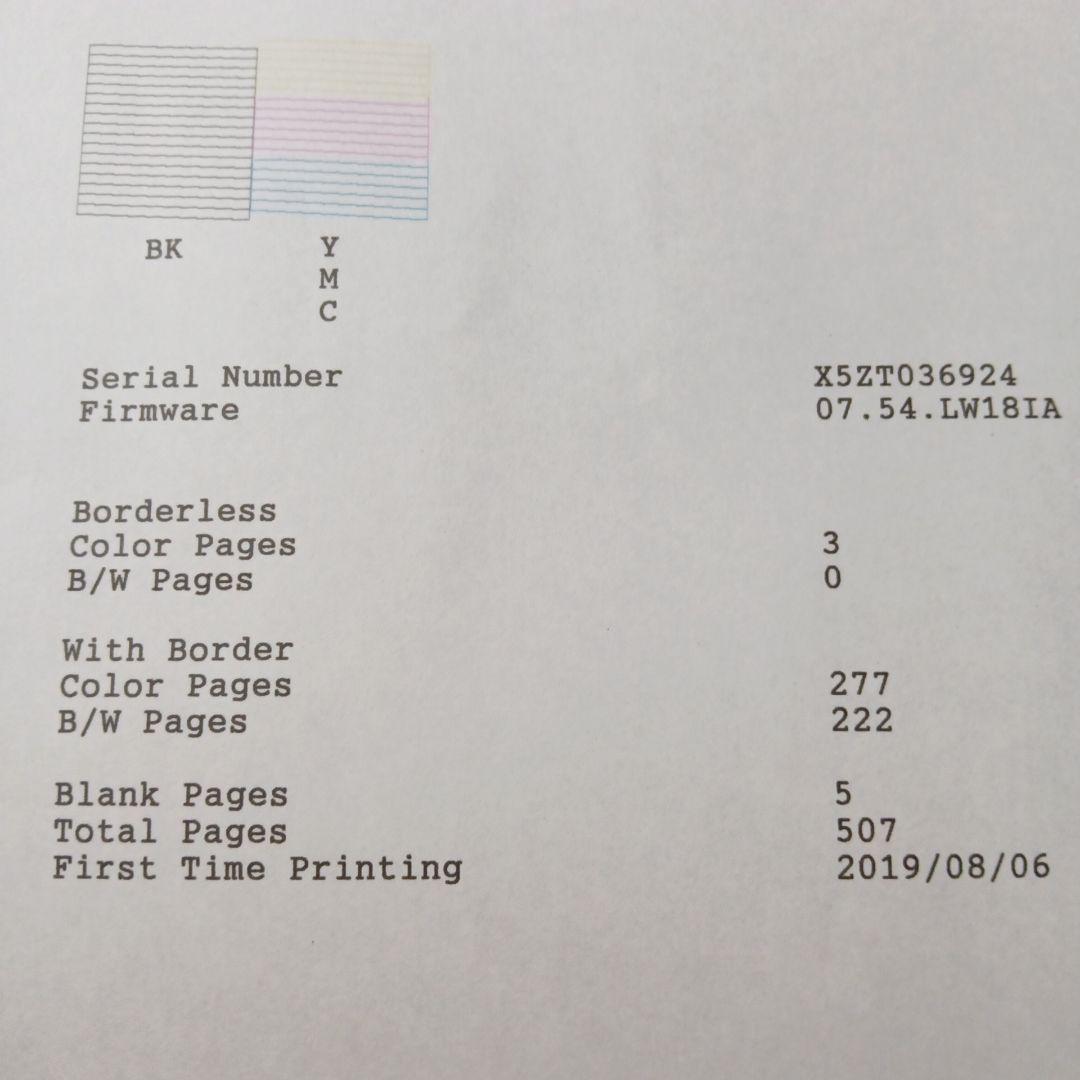 BK Y
M
C
Serial Number X5ZT036924
Firmware 07.54.LW18IA
Borderless
Color Pages 3
B/W Pages 0
With Border
Color Pages 277
B/W Pages 222
Blank Pages 5
Total Pages 507
First Time Printing 2019/08/06